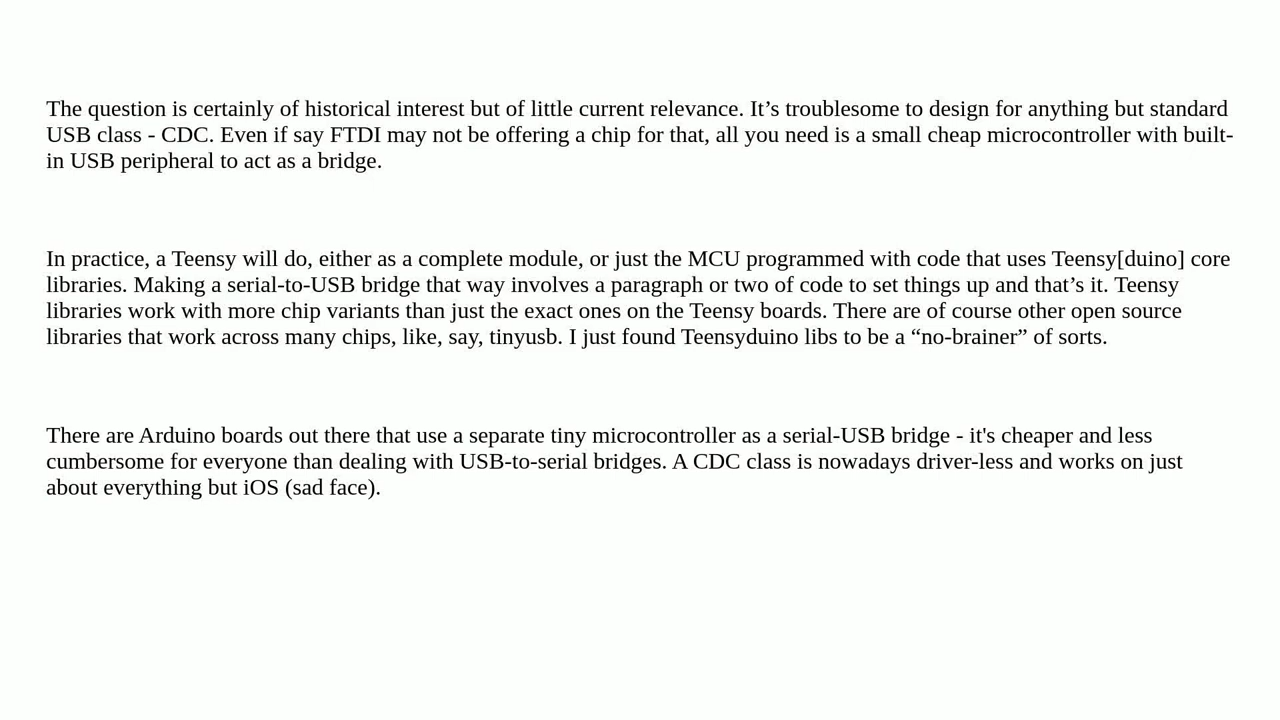 The question is certainly of historical interest but of little current relevance. It’s troublesome to design for anything but standard
USB class - CDC. Even if say FTDI may not be offering a chip for that, all you need is a small cheap microcontroller with built-
in USB peripheral to act as a bridge.
In practice, a Teensy will do, either as a complete module, or just the MCU programmed with code that uses Teensy[duino] core
libraries. Making a serial-to-USB bridge that way involves a paragraph or two of code to set things up and that’s it. Teensy
libraries work with more chip variants than just the exact ones on the Teensy boards. There are of course other open source
libraries that work across many chips, like, say, tinyusb. I just found Teensyduino libs to be a “no-brainer” of sorts.
There are Arduino boards out there that use a separate tiny microcontroller as a serial-USB bridge - it's cheaper and less
cumbersome for everyone than dealing with USB-to-serial bridges. A CDC class is nowadays driver-less and works on just
about everything but iOS (sad face).